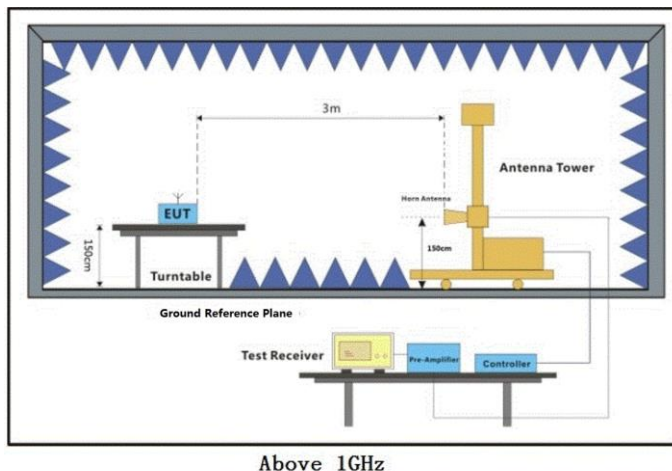 3m
Antenna Tower
Horn Antenna
EUT
150cm
150cm
Turntable
Ground Reference Plane
Test Receiver
Pre-Amplifier
Controller
Above 1GHz